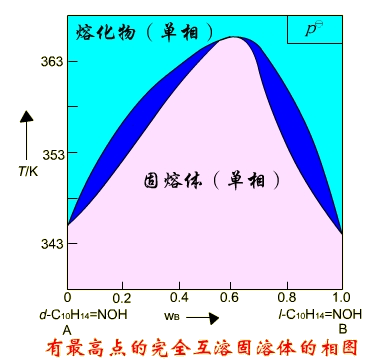 熔化物（单相）
p⊖
363
353
T/K
固熔体（单相）
343
0 0.2 0.4 0.6 0.8 1.0
d-C10H14=NOH wB l-C10H14=NOH
A B
有最高点的完全互溶固溶体的相图